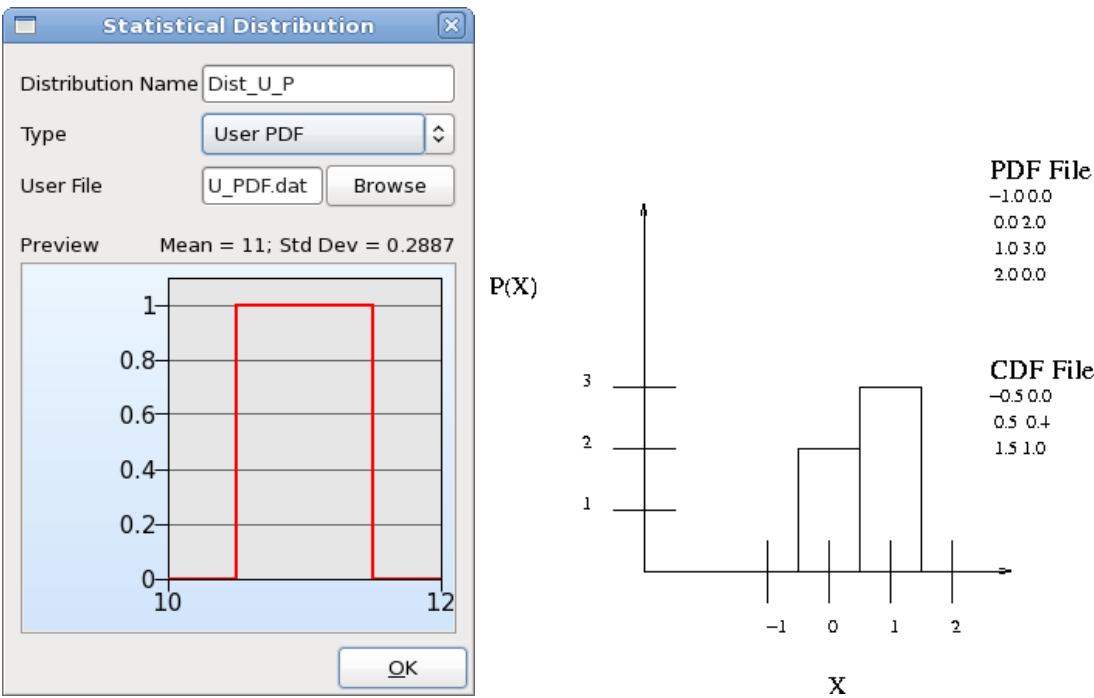 Statistical Distribution
Distribution Name Dist_U_P
Type User PDF
User File U_PDF.dat Browse
Preview Mean = 11; Std Dev = 0.2887
1
0.8
0.6
0.4
0.2
0
10 12
OK
P(X)
3
2
1
−1 0 1 2
X
PDF File
−1.0 0.0
0.0 2.0
1.0 3.0
2.0 0.0
CDF File
−0.5 0.0
0.5 0.4
1.5 1.0